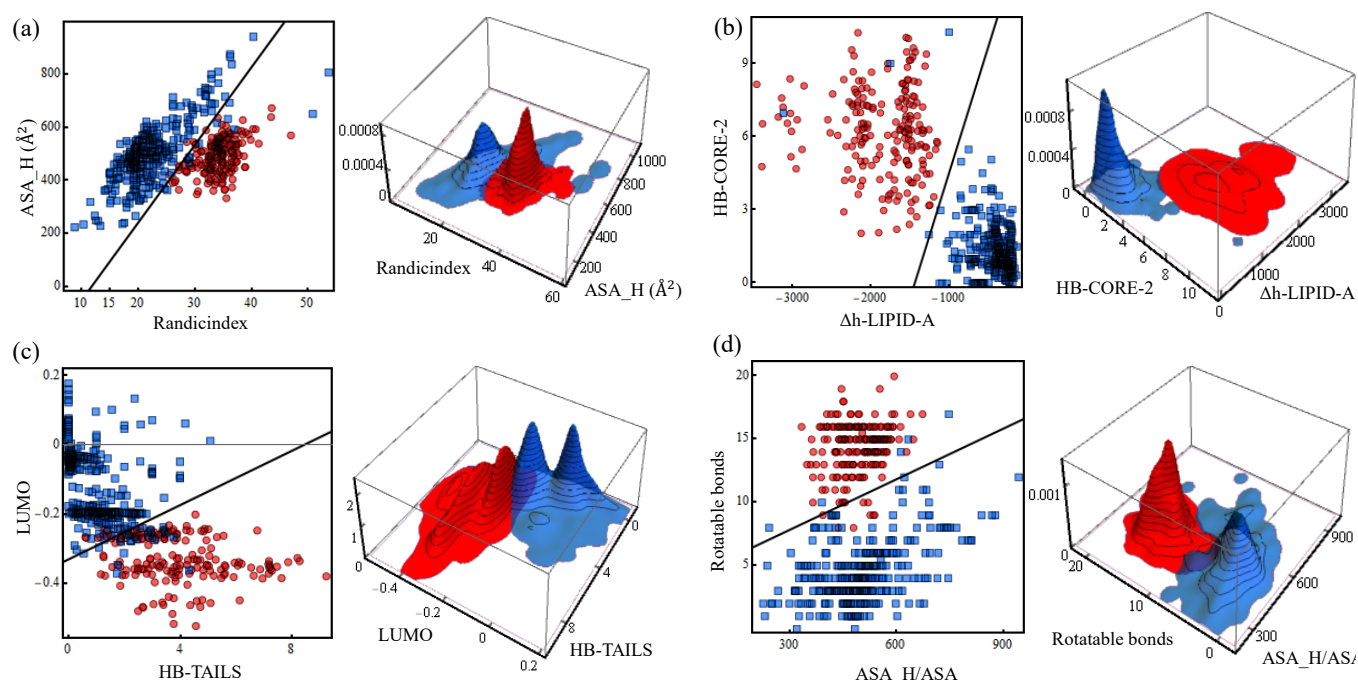 (a)
800
600
400
200
0
ASA_H (Å²)
10 15 20 25 30 40 50
Randicindex
0.0008
0.0004
0
20
40
60
Randicindex
200
400
600
800
1000
ASA_H (Å²)
(b)
9
6
3
0
HB-CORE-2
−3000 −2000 −1000
Δh-LIPID-A
0.0008
0.0004
0
0 2 4 6 8 10
HB-CORE-2
0
1000
2000
3000
Δh-LIPID-A
(c)
0.2
0
−0.2
−0.4
LUMO
0 4 8
HB-TAILS
2
1
0
−0.4
−0.2
0
0.2
LUMO
0
4
8
HB-TAILS
(d)
20
15
10
5
Rotatable bonds
300 600 900
ASA_H/ASA
0.001
0
20
10
0
Rotatable bonds
300
600
900
ASA_H/ASA